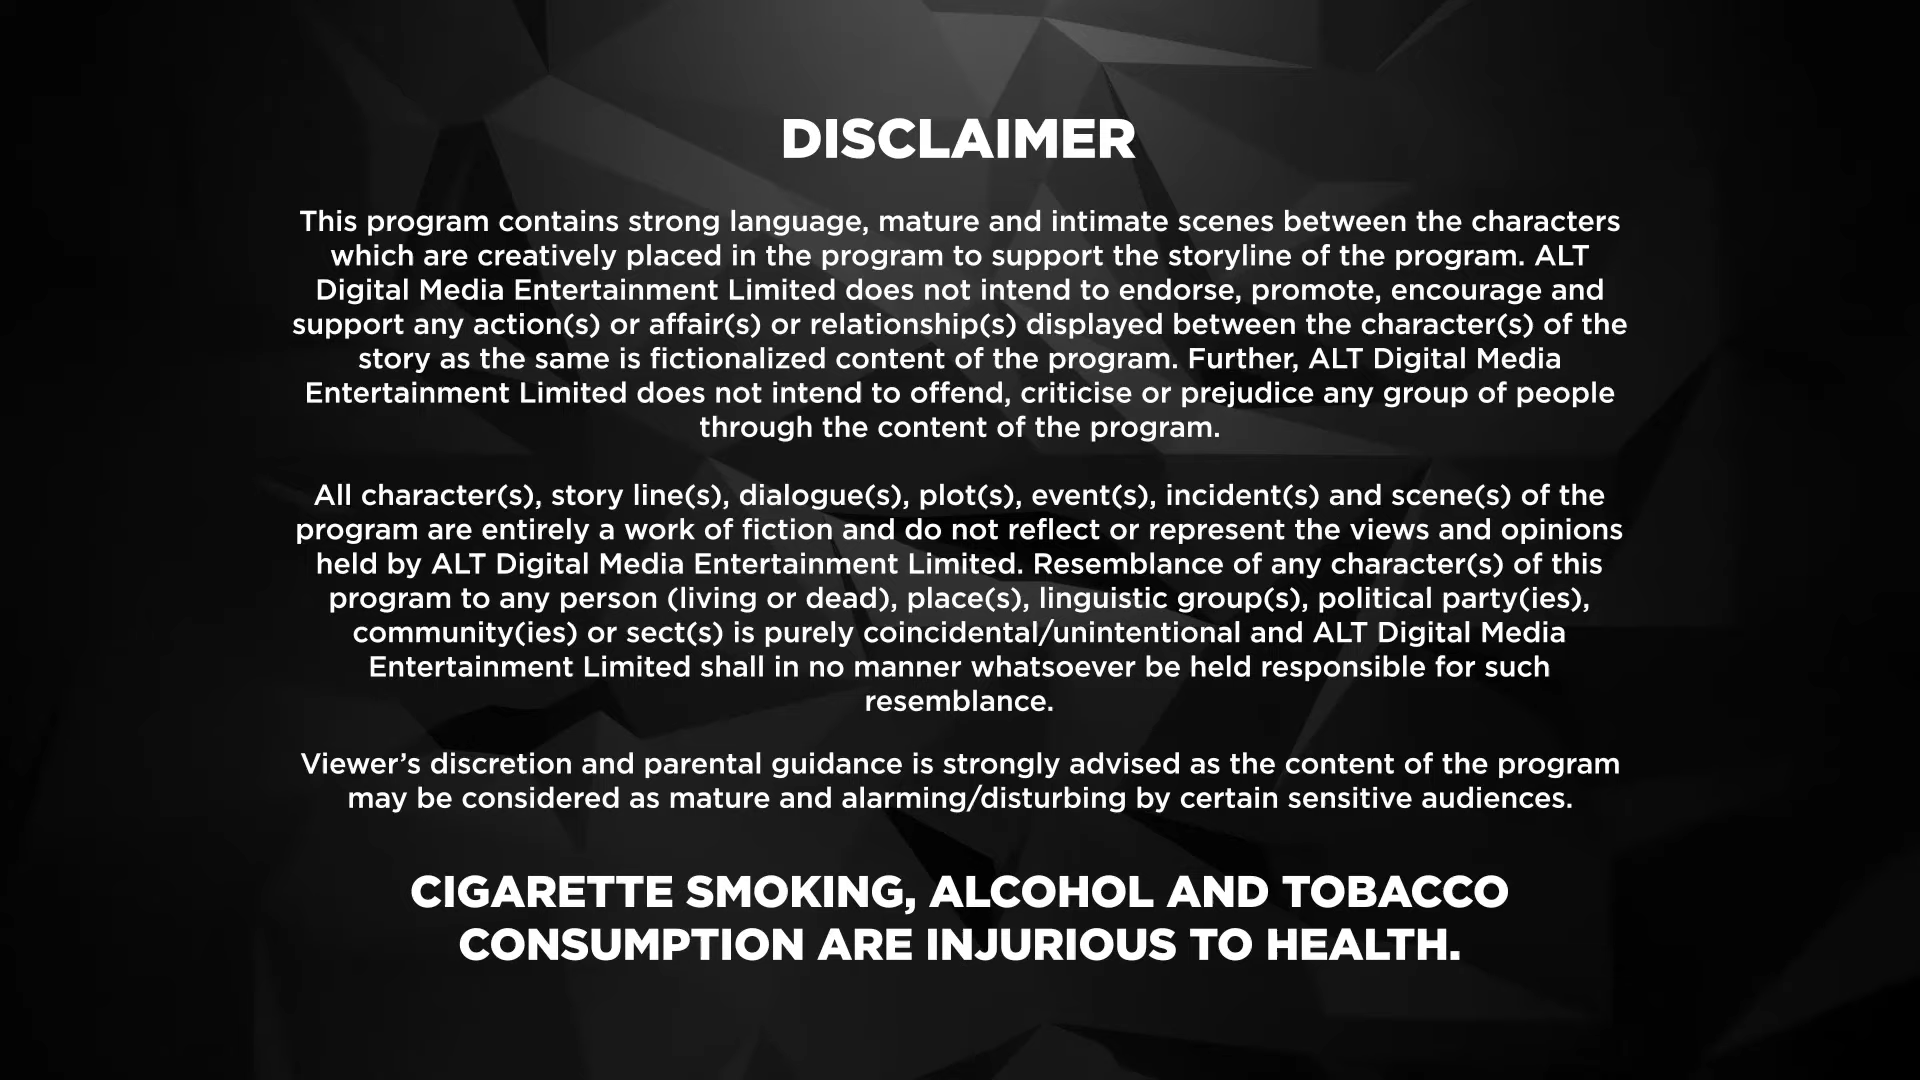 DISCLAIMER
This program contains strong language, mature and intimate scenes between the characters
which are creatively placed in the program to support the storyline of the program. ALT
Digital Media Entertainment Limited does not intend to endorse, promote, encourage and
support any action(s) or affair(s) or relationship(s) displayed between the character(s) of the
story as the same is fictionalized content of the program. Further, ALT Digital Media
Entertainment Limited does not intend to offend, criticise or prejudice any group of people
through the content of the program.
All character(s), story line(s), dialogue(s), plot(s), event(s), incident(s) and scene(s) of the
program are entirely a work of fiction and do not reflect or represent the views and opinions
held by ALT Digital Media Entertainment Limited. Resemblance of any character(s) of this
program to any person (living or dead), place(s), linguistic group(s), political party(ies),
community(ies) or sect(s) is purely coincidental/unintentional and ALT Digital Media
Entertainment Limited shall in no manner whatsoever be held responsible for such
resemblance.
Viewer’s discretion and parental guidance is strongly advised as the content of the program
may be considered as mature and alarming/disturbing by certain sensitive audiences.
CIGARETTE SMOKING, ALCOHOL AND TOBACCO
CONSUMPTION ARE INJURIOUS TO HEALTH.